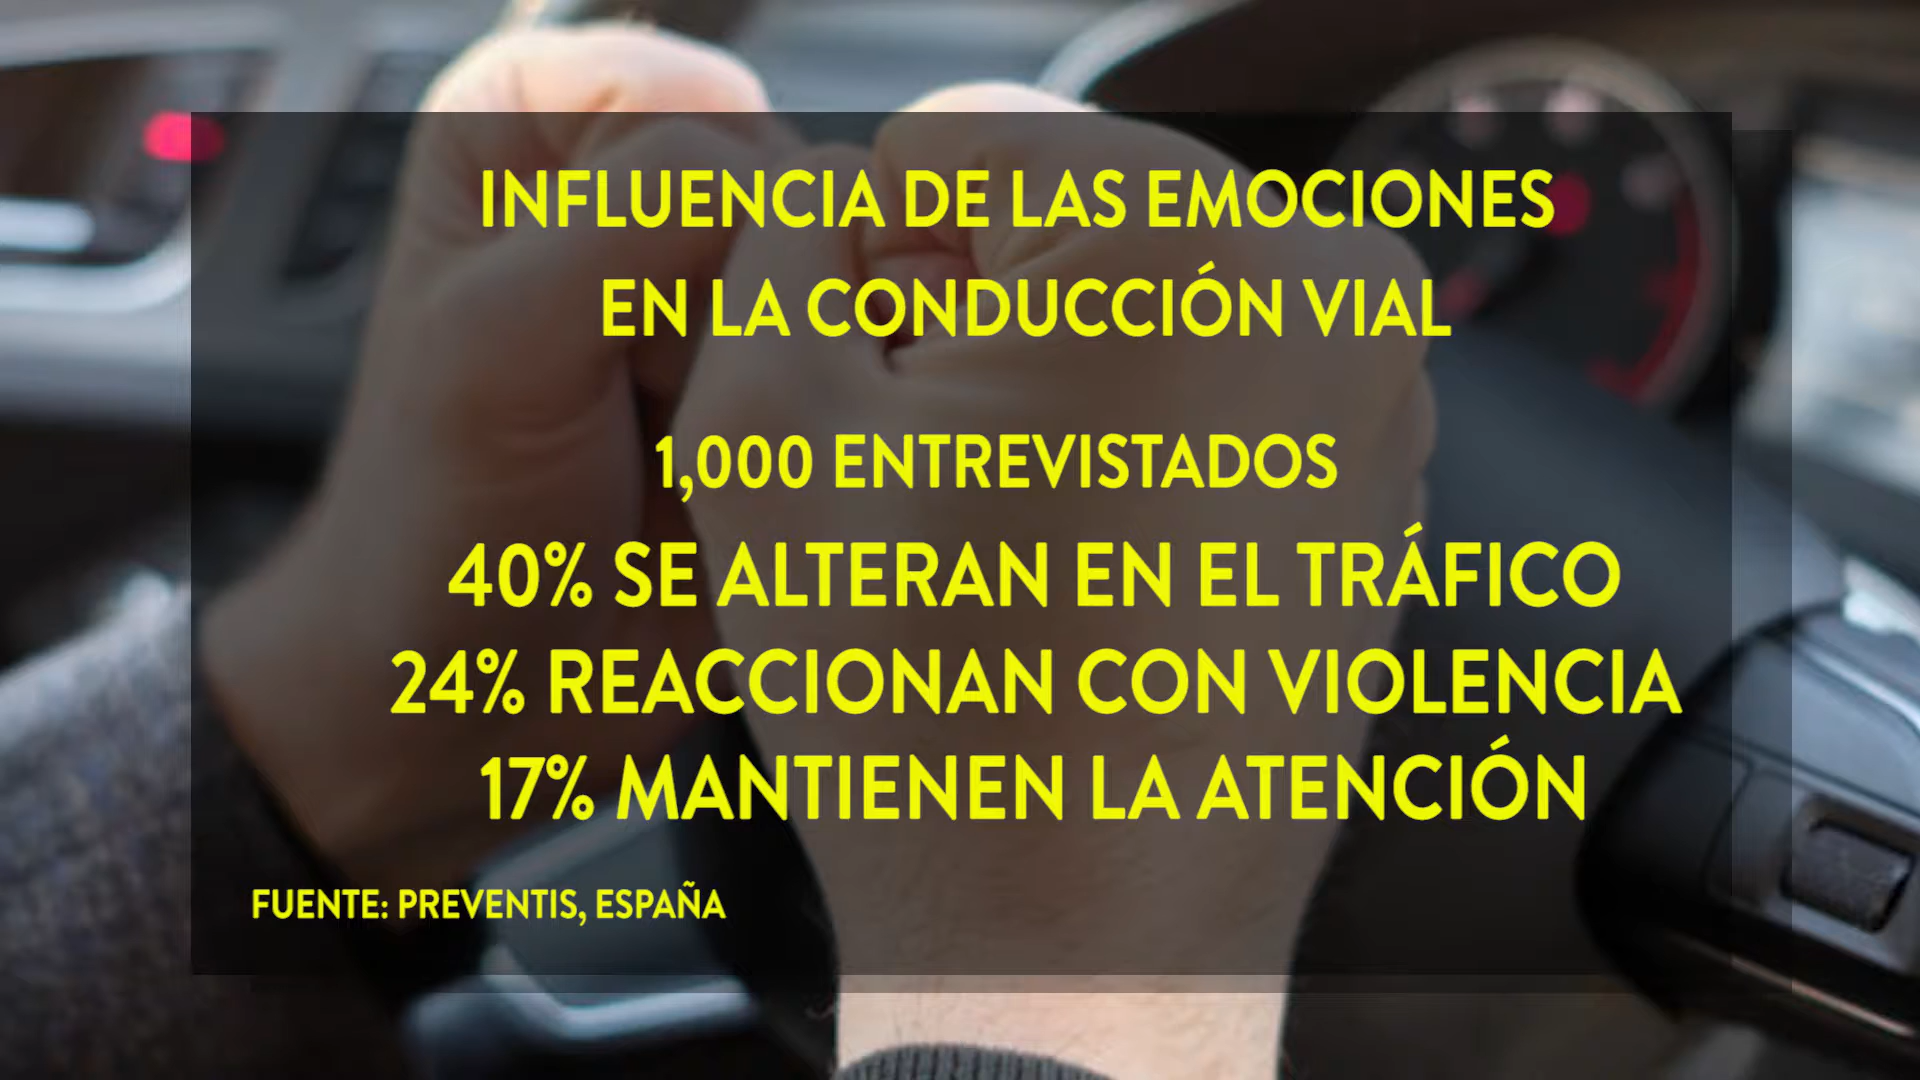 INFLUENCIA DE LAS EMOCIONES
EN LA CONDUCCIÓN VIAL
1,000 ENTREVISTADOS
40% SE ALTERAN EN EL TRÁFICO
24% REACCIONAN CON VIOLENCIA
17% MANTIENEN LA ATENCIÓN
FUENTE: PREVENTIS, ESPAÑA